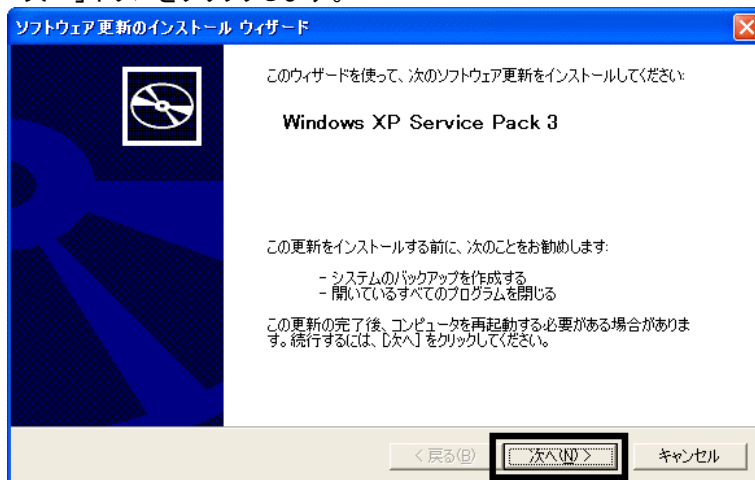 ソフトウェア更新のインストール ウィザード
このウィザードを使って、次のソフトウェア更新をインストールしてください:
Windows XP Service Pack 3
この更新をインストールする前に、次のことをお勧めします:
- システムのバックアップを作成する
- 開いているすべてのプログラムを閉じる
この更新の完了後、コンピュータを再起動する必要がある場合がありま
す。続行するには、[次へ] をクリックしてください。
< 戻る(B)
次へ(N) >
キャンセル